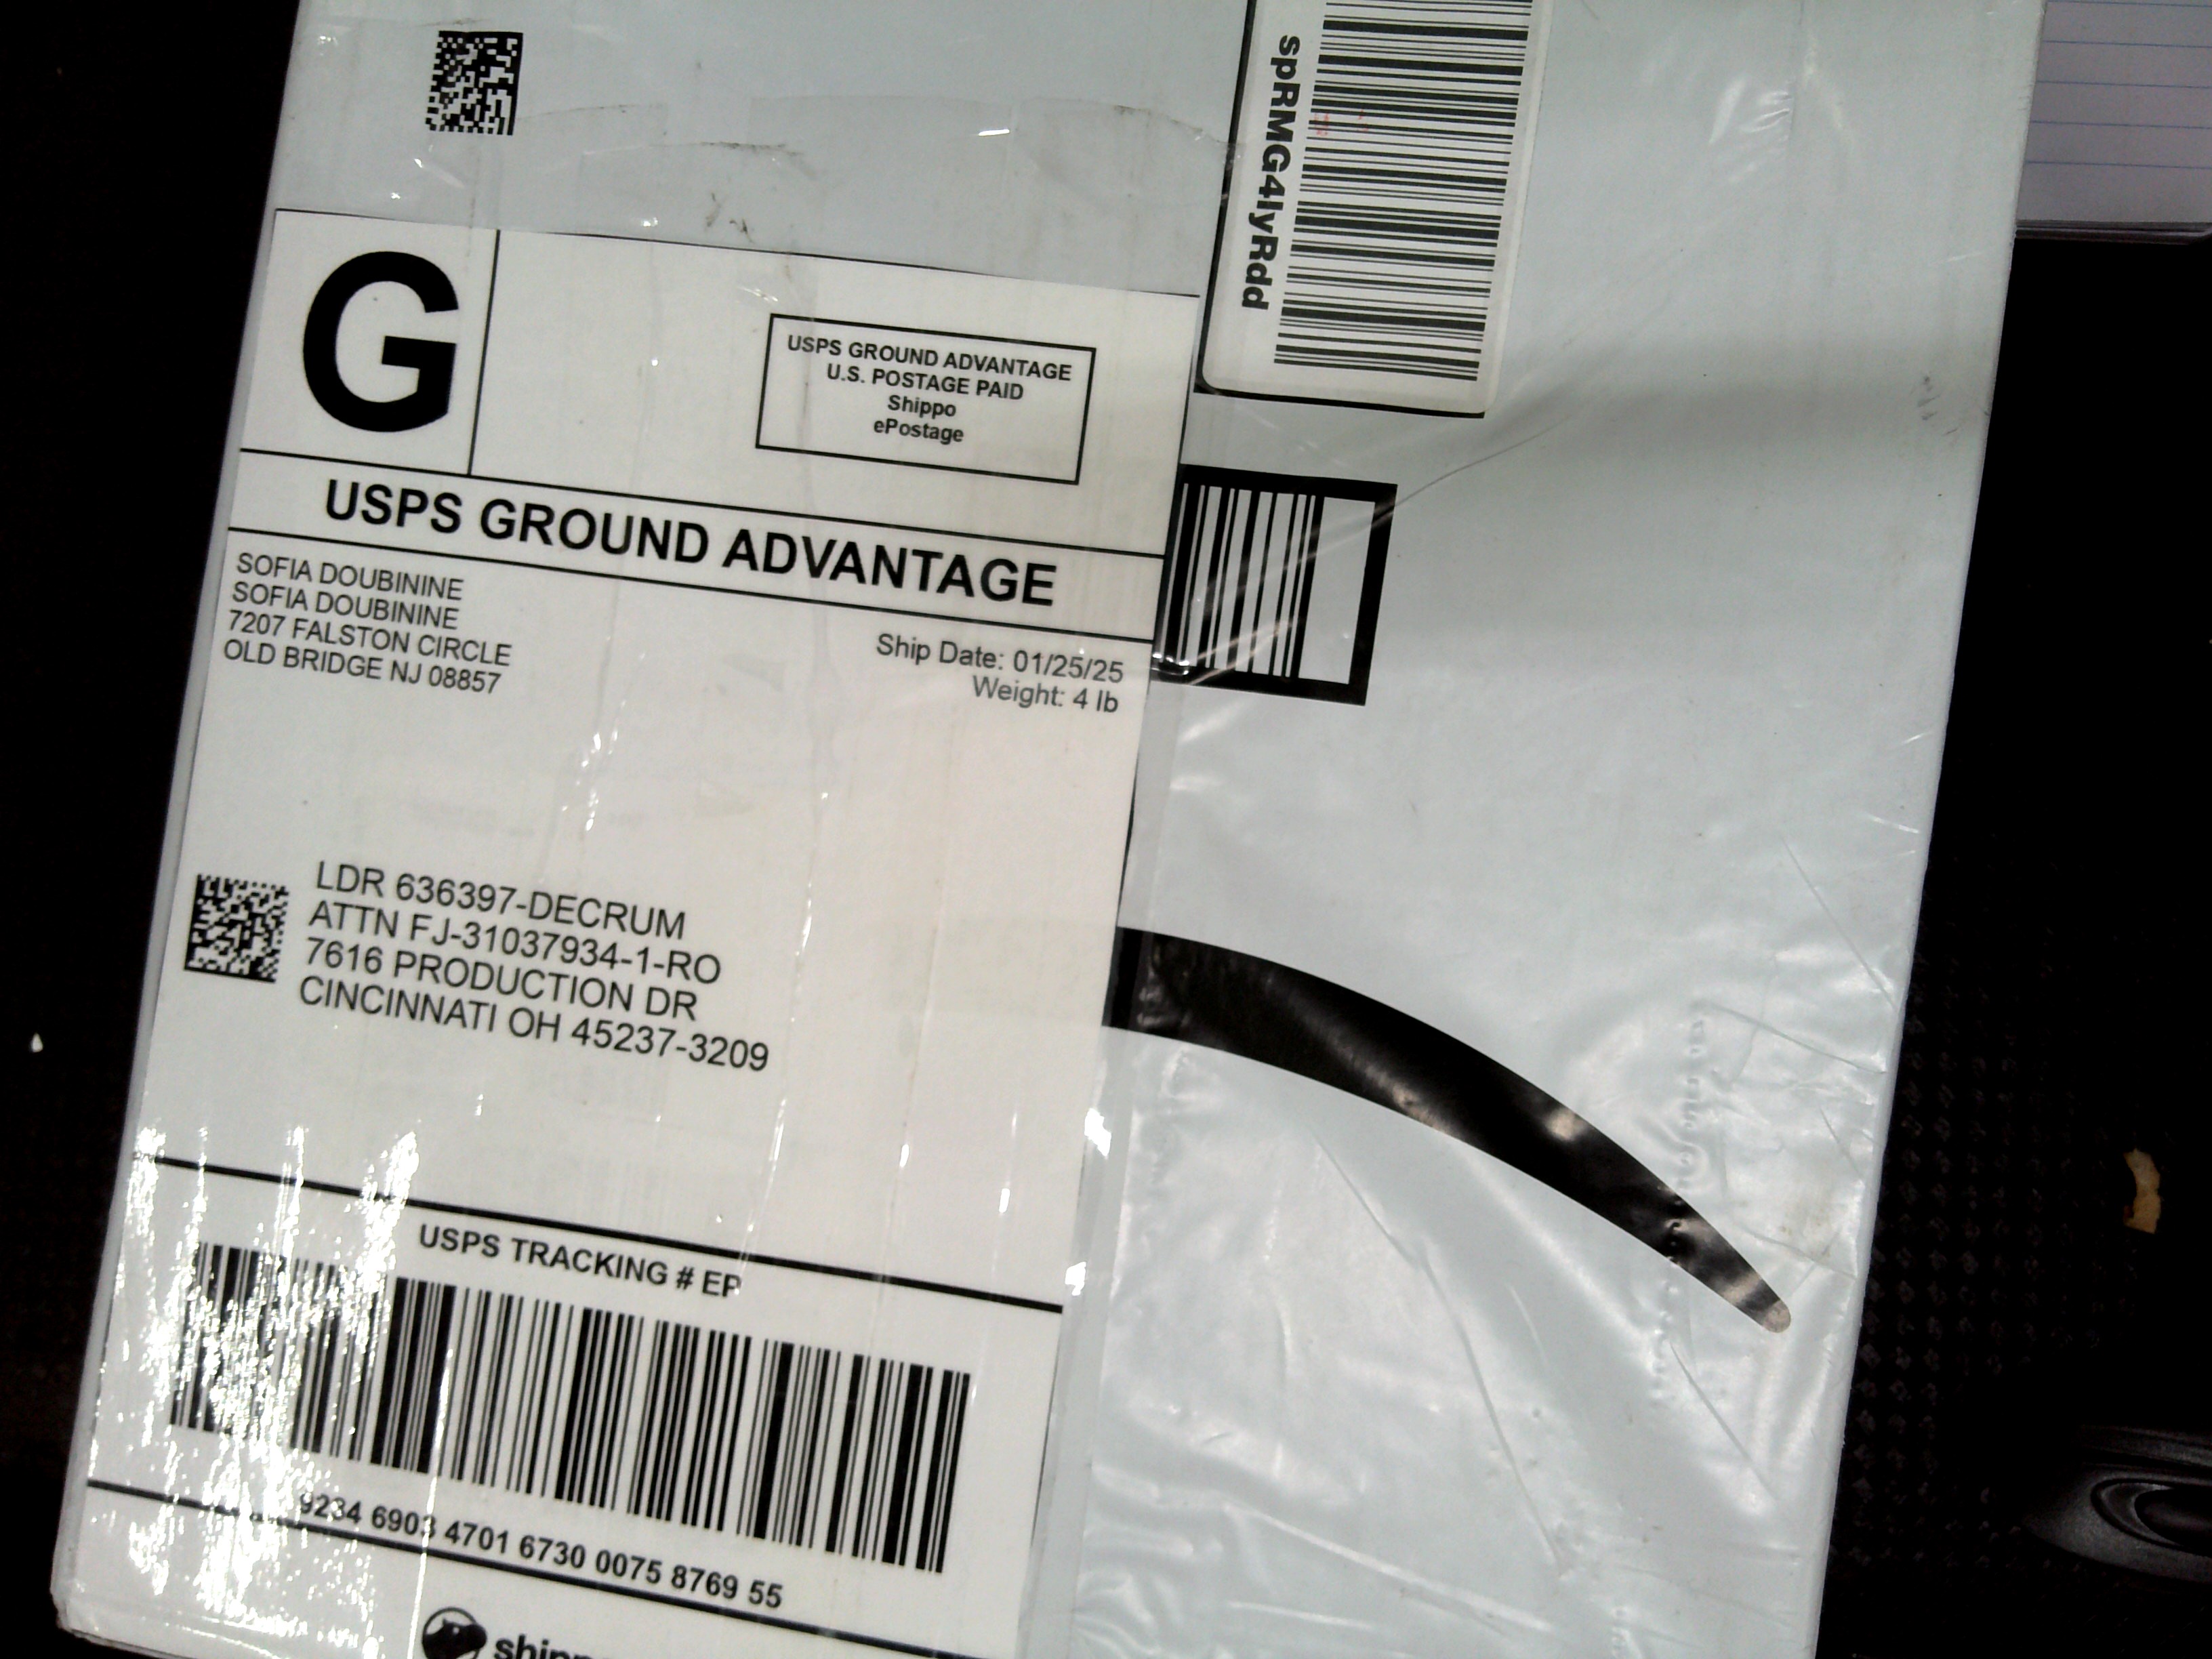 spRMG4lyRdd
G
USPS GROUND ADVANTAGE
U.S. POSTAGE PAID
Shippo
ePostage
USPS GROUND ADVANTAGE
SOFIA DOUBININE
SOFIA DOUBININE
7207 FALSTON CIRCLE
OLD BRIDGE NJ 08857
Ship Date: 01/25/25
Weight: 4 lb
LDR 636397-DECRUM
ATTN FJ-31037934-1-RO
7616 PRODUCTION DR
CINCINNATI OH 45237-3209
USPS TRACKING # EP
9234 6903 4701 6730 0075 8769 55
shippo